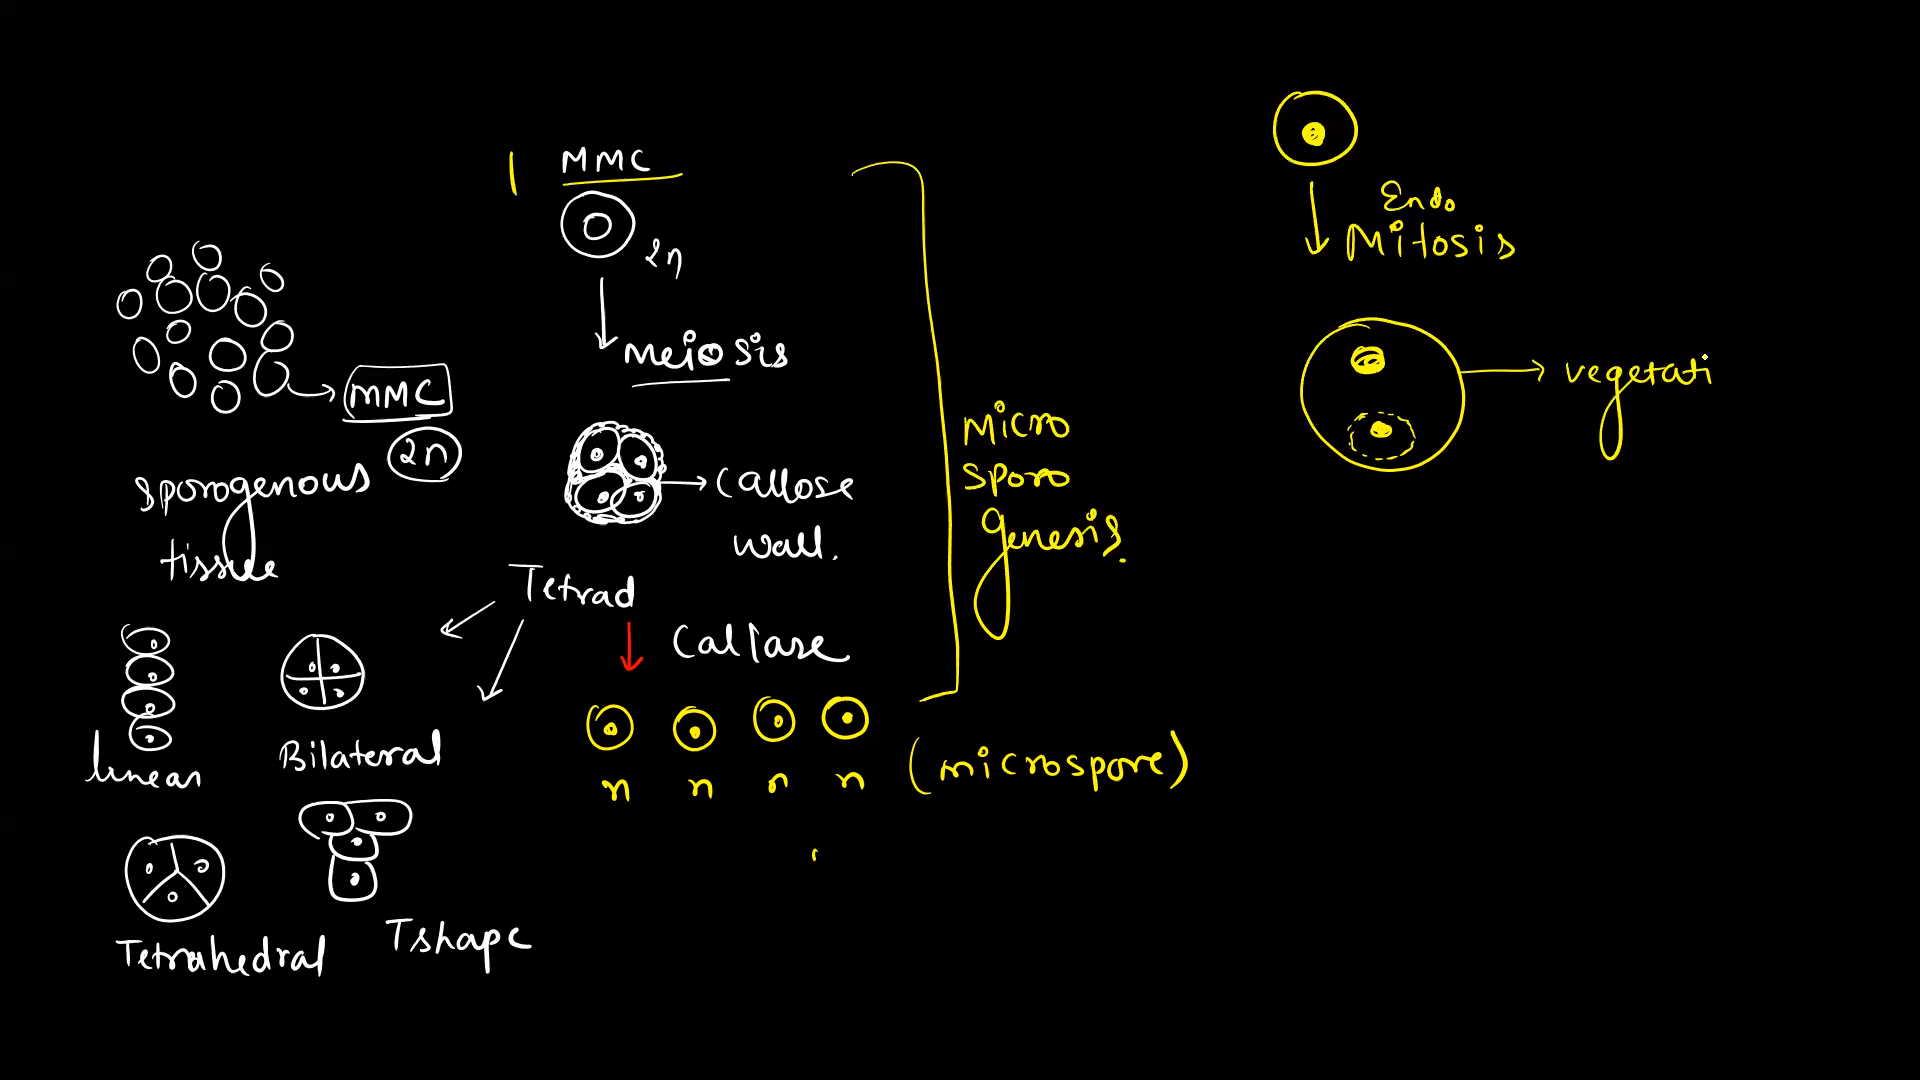 MMC
2n
meiosis
MMC
2n
sporogenous
tissue
callose
wall.
Tetrad
Callase
linear
Bilateral
Tetrahedral
Tshape
n n n n
(microspore)
Micro
sporo
genesis.
Endo
Mitosis
vegetati